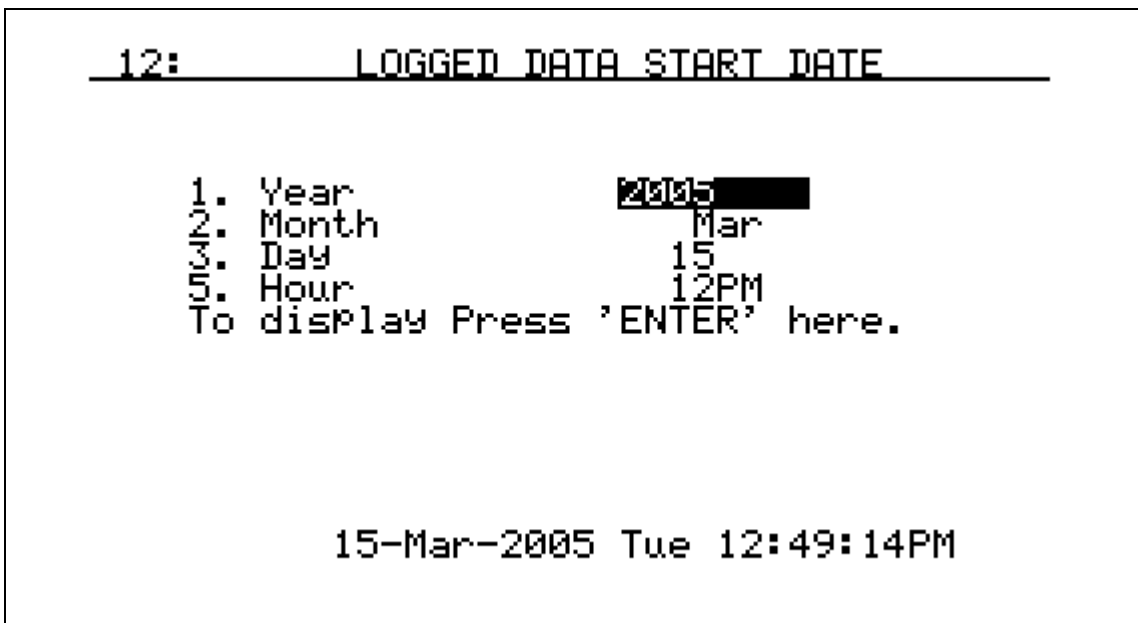 12: LOGGED DATA START DATE
1. Year 2005
2. Month Mar
3. Day 15
5. Hour 12PM
To display Press 'ENTER' here.
15-Mar-2005 Tue 12:49:14PM